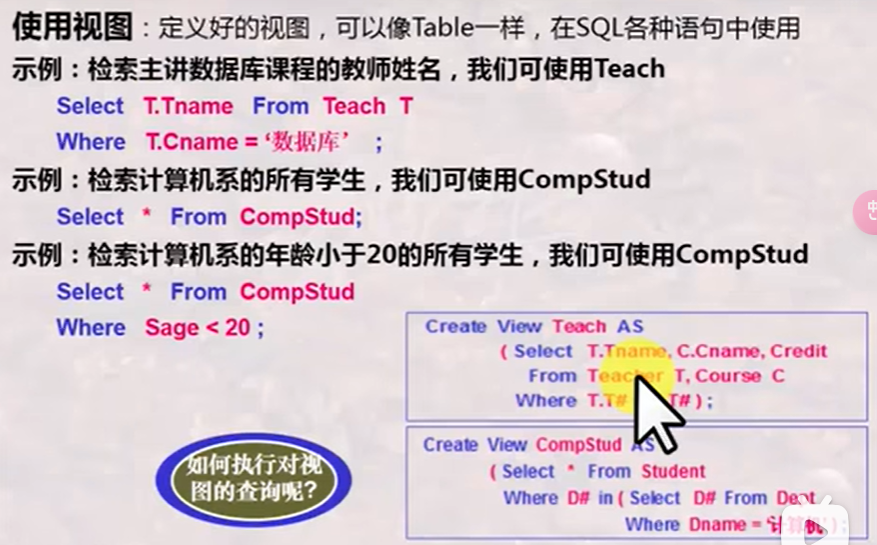 使用视图：定义好的视图，可以像Table一样，在SQL各种语句中使用
示例：检索主讲数据库课程的教师姓名，我们可使用Teach
Select T.Tname From Teach T
Where T.Cname = ‘数据库’ ;
示例：检索计算机系的所有学生，我们可使用CompStud
Select * From CompStud;
示例：检索计算机系的年龄小于20的所有学生，我们可使用CompStud
Select * From CompStud
Where Sage < 20 ;
Create View Teach AS
( Select T.Tname, C.Cname, Credit
From Teacher T, Course C
Where T.T# T# ) ;
Create View CompStud AS
( Select * From Student
Where D# in ( Select D# From Dept
Where Dname = ‘计算机’ ) ;
如何执行对视
图的查询呢?